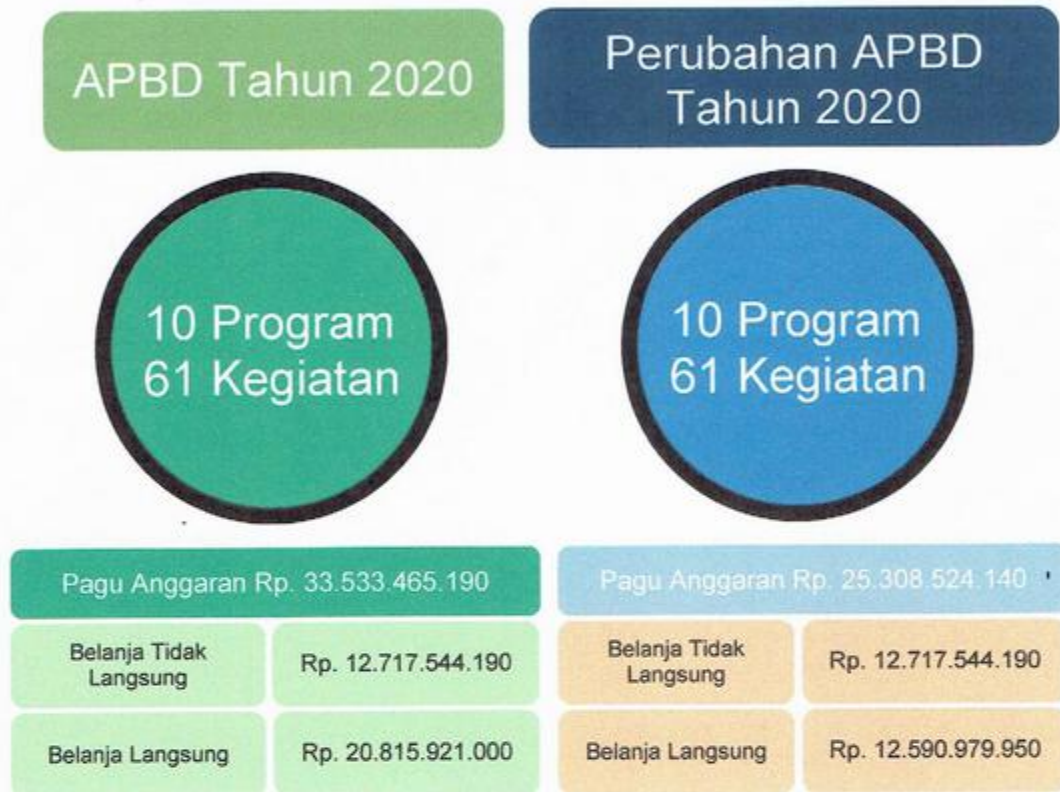 APBD Tahun 2020
Perubahan APBD
Tahun 2020
10 Program
61 Kegiatan
10 Program
61 Kegiatan
Pagu Anggaran Rp. 33.533.465.190
Belanja Tidak
Langsung
Rp. 12.717.544.190
Belanja Langsung
Rp. 20.815.921.000
Pagu Anggaran Rp. 25.308.524.140
Belanja Tidak
Langsung
Rp. 12.717.544.190
Belanja Langsung
Rp. 12.590.979.950